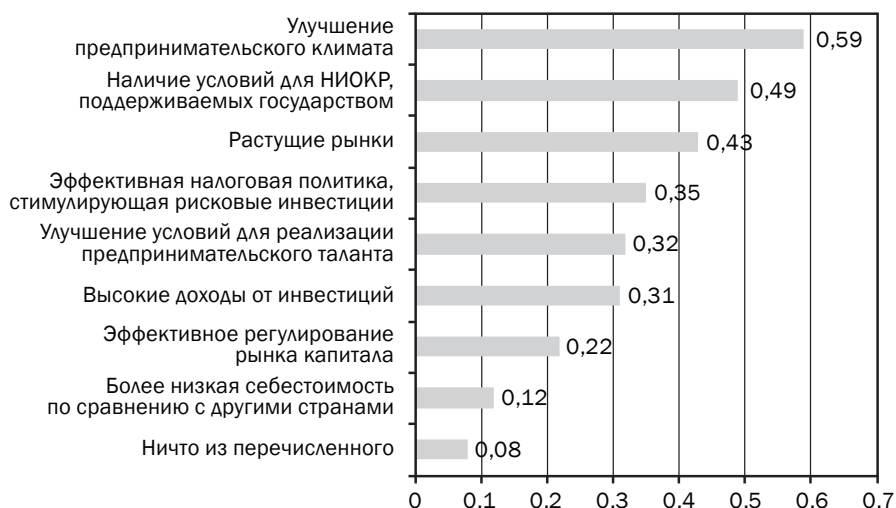 Улучшение
предпринимательского климата
0,59
Наличие условий для НИОКР,
поддерживаемых государством
0,49
Растущие рынки
0,43
Эффективная налоговая политика,
стимулирующая рисковые инвестиции
0,35
Улучшение условий для реализации
предпринимательского таланта
0,32
Высокие доходы от инвестиций
0,31
Эффективное регулирование
рынка капитала
0,22
Более низкая себестоимость
по сравнению с другими странами
0,12
Ничто из перечисленного
0,08
0 0,1 0,2 0,3 0,4 0,5 0,6 0,7